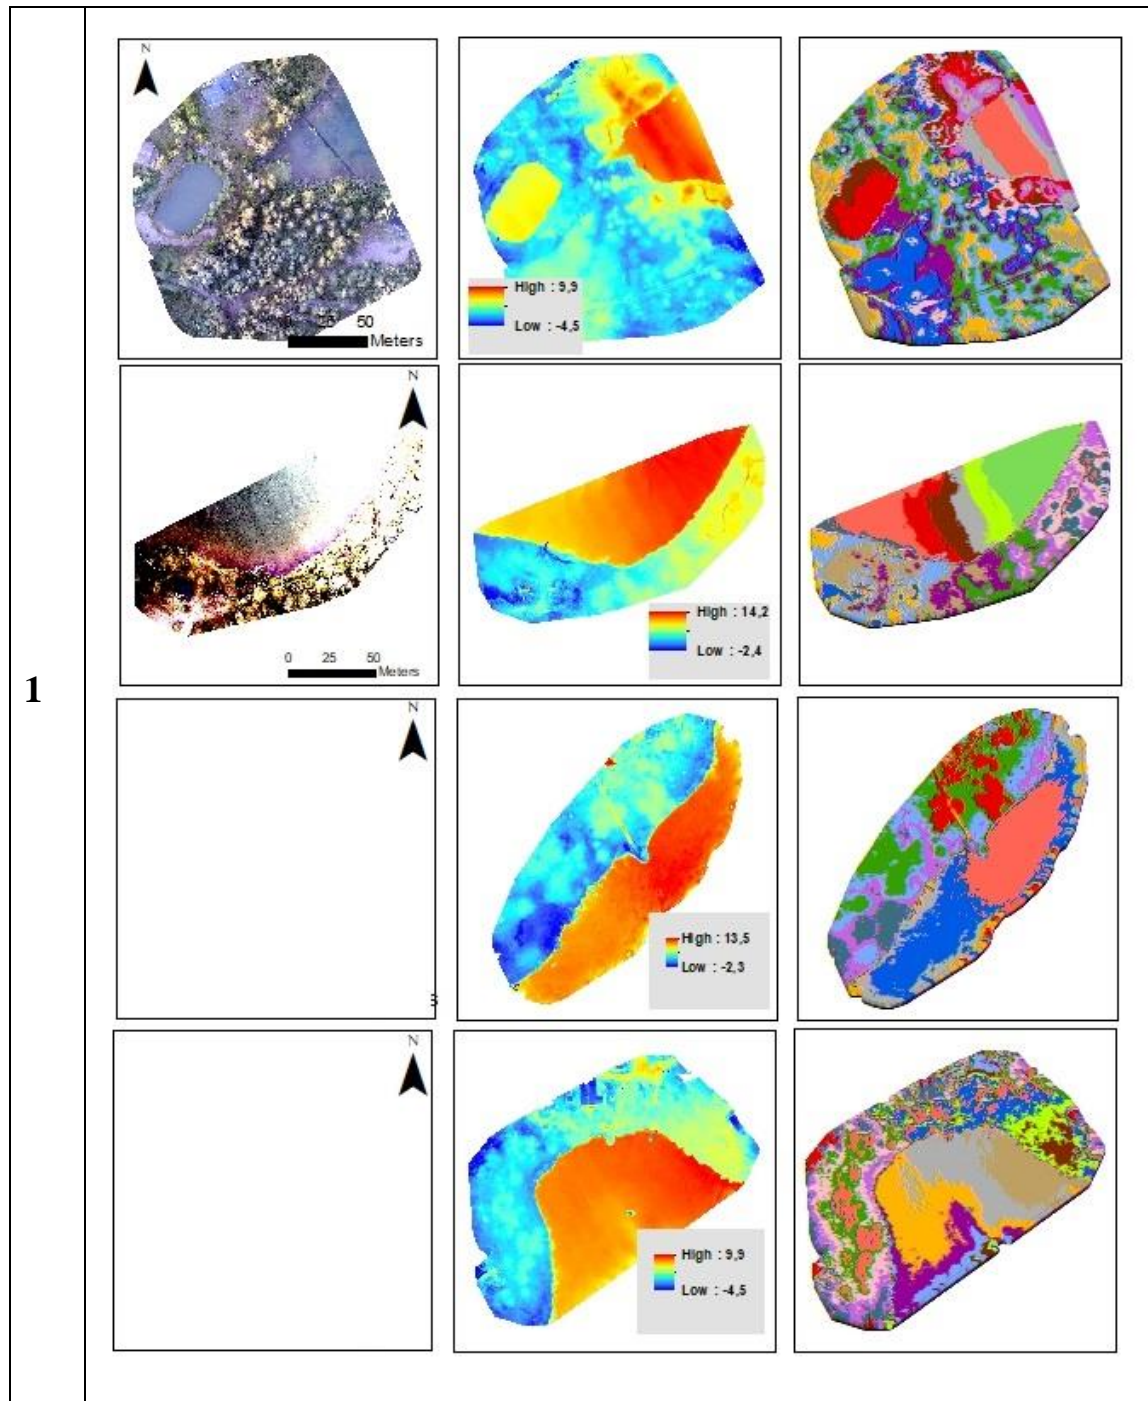 1
N
25 50
Meters
High : 9,9
Low : -4,5
N
0 25 50
Meters
High : 14,2
Low : -2,4
N
s
High : 13,5
Low : -2,3
N
High : 9,9
Low : -4,5